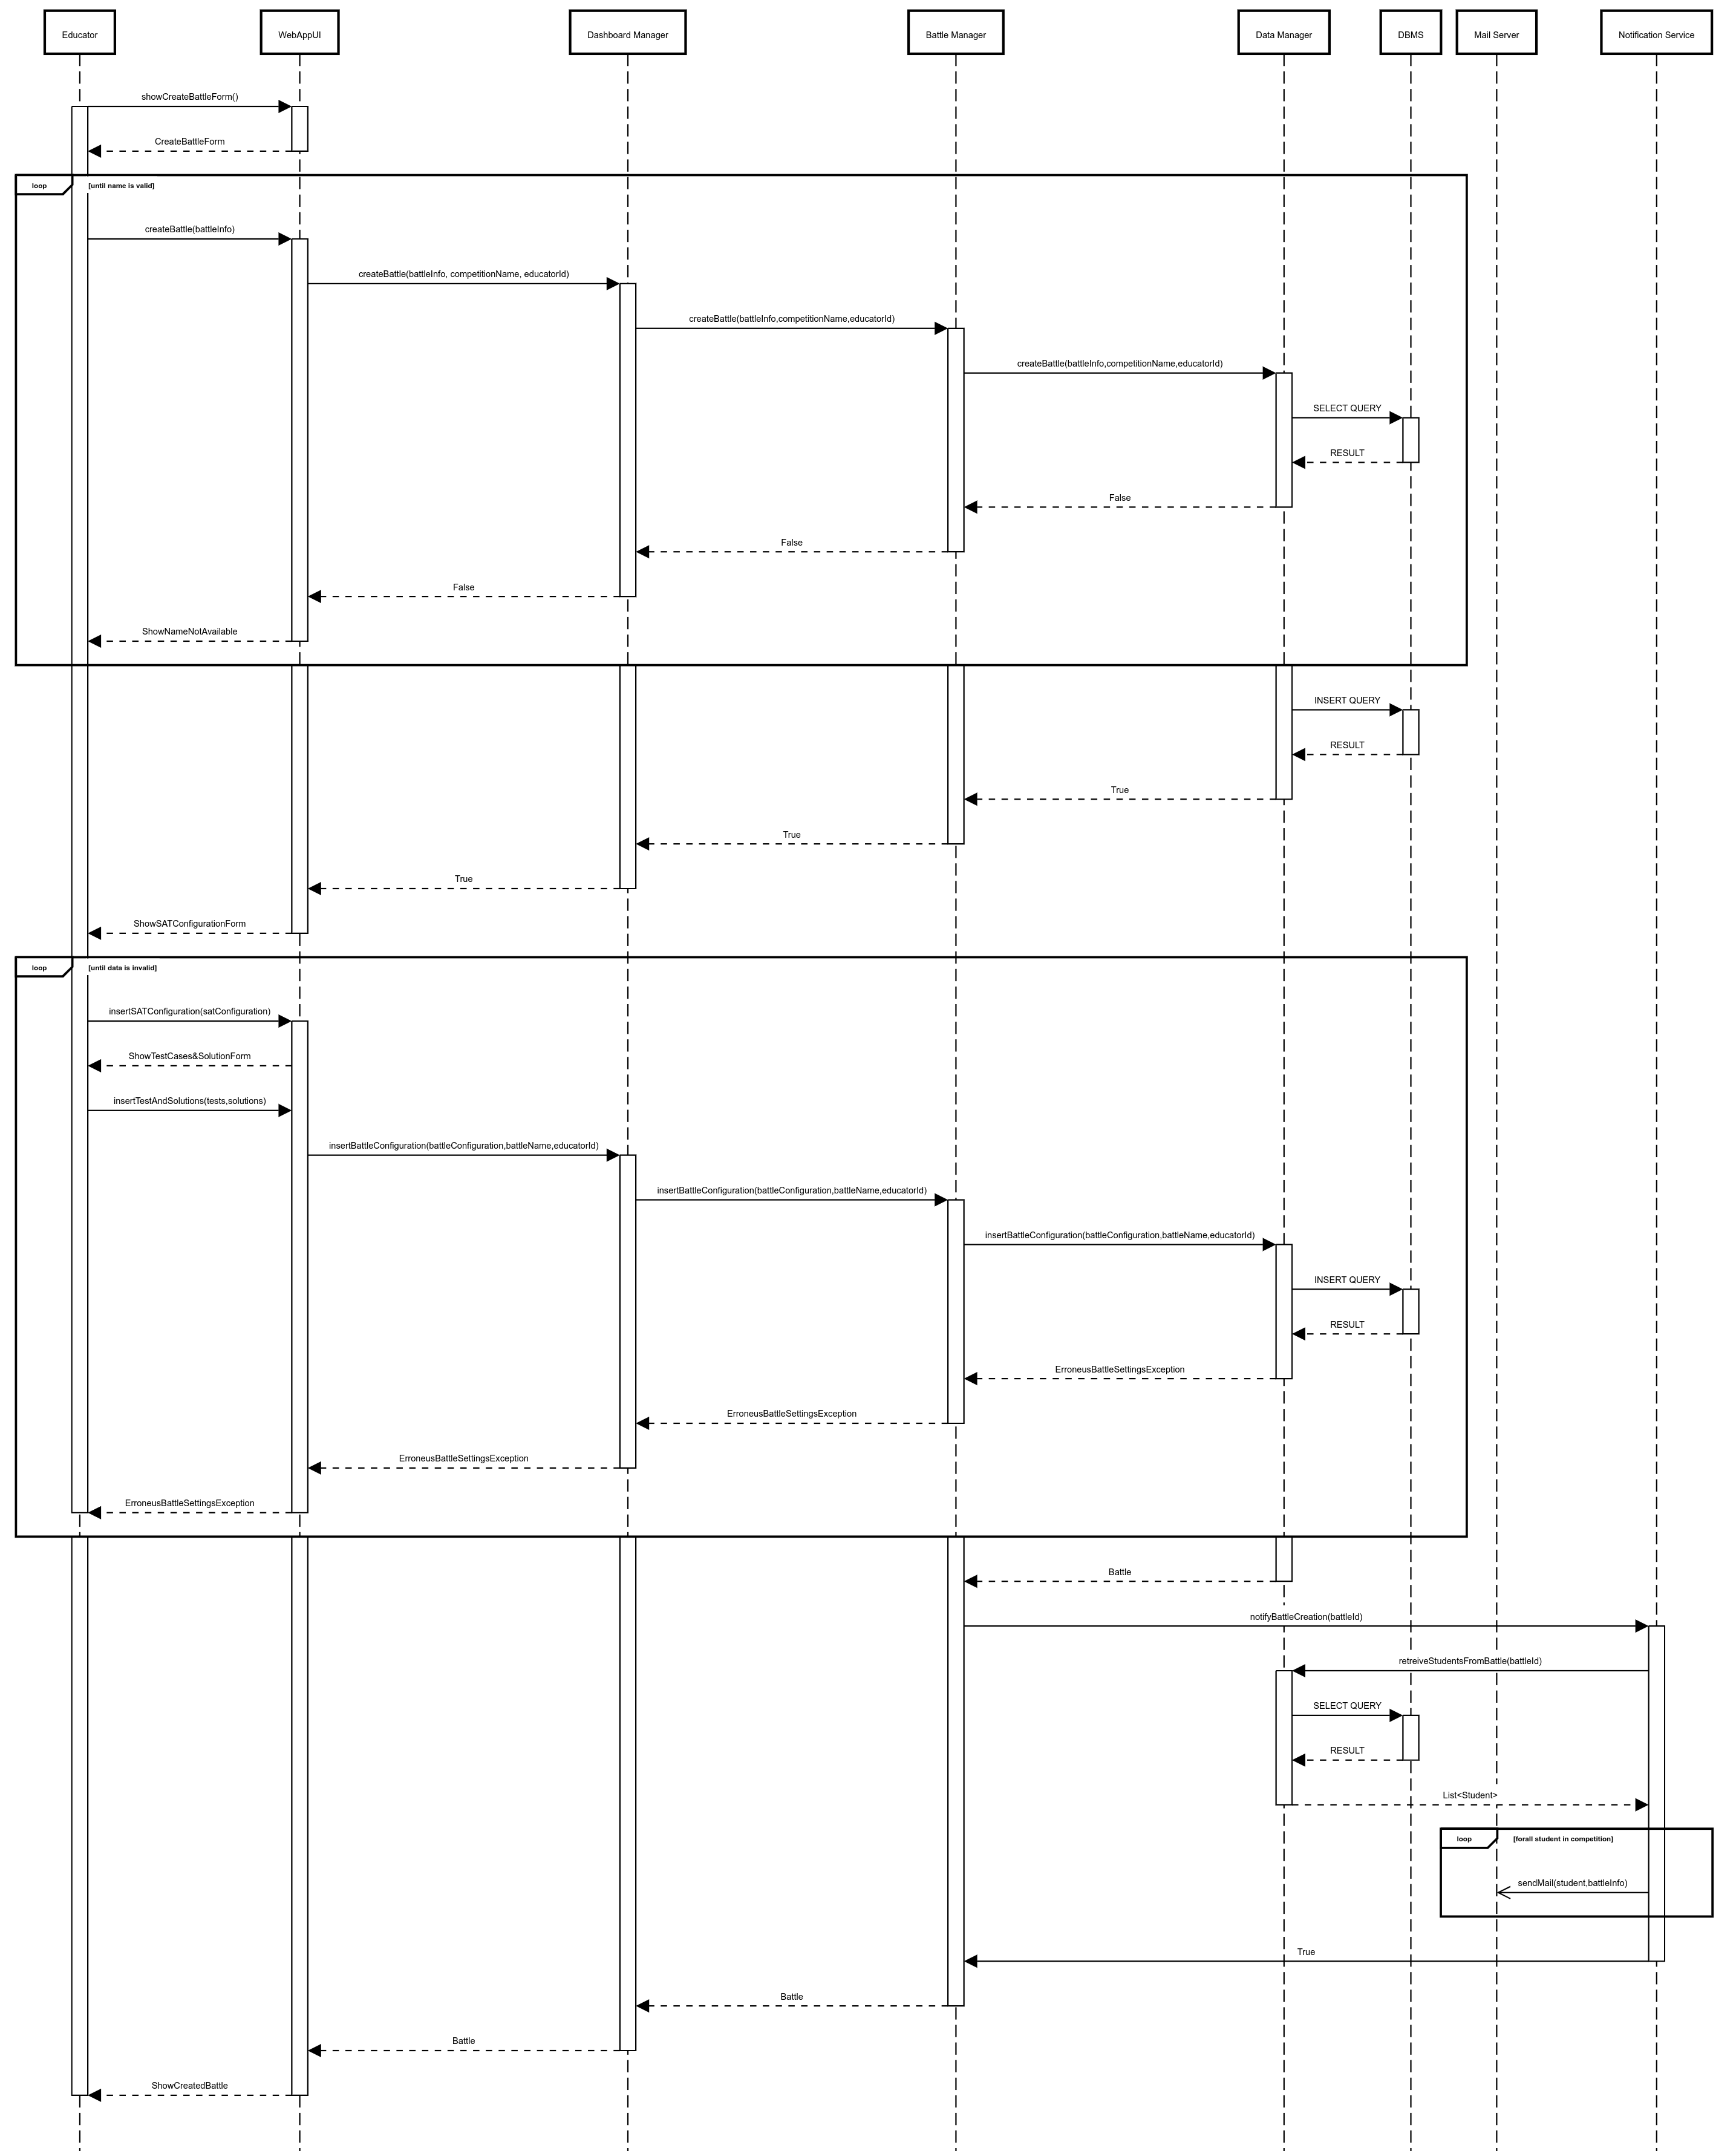 Educator
WebAppUI
Dashboard Manager
Battle Manager
Data Manager
DBMS
Mail Server
Notification Service
showCreateBattleForm()
CreateBattleForm
loop
[until name is valid]
createBattle(battleInfo)
createBattle(battleInfo, competitionName, educatorId)
createBattle(battleInfo,competitionName,educatorId)
createBattle(battleInfo,competitionName,educatorId)
SELECT QUERY
RESULT
False
False
False
ShowNameNotAvailable
INSERT QUERY
RESULT
True
True
True
ShowSATConfigurationForm
loop
[until data is invalid]
insertSATConfiguration(satConfiguration)
ShowTestCases&SolutionForm
insertTestAndSolutions(tests,solutions)
insertBattleConfiguration(battleConfiguration,battleName,educatorId)
insertBattleConfiguration(battleConfiguration,battleName,educatorId)
insertBattleConfiguration(battleConfiguration,battleName,educatorId)
INSERT QUERY
RESULT
ErroneusBattleSettingsException
ErroneusBattleSettingsException
ErroneusBattleSettingsException
ErroneusBattleSettingsException
Battle
notifyBattleCreation(battleId)
retreiveStudentsFromBattle(battleId)
SELECT QUERY
RESULT
List<Student>
loop
[forall student in competition]
sendMail(student,battleInfo)
True
Battle
Battle
ShowCreatedBattle